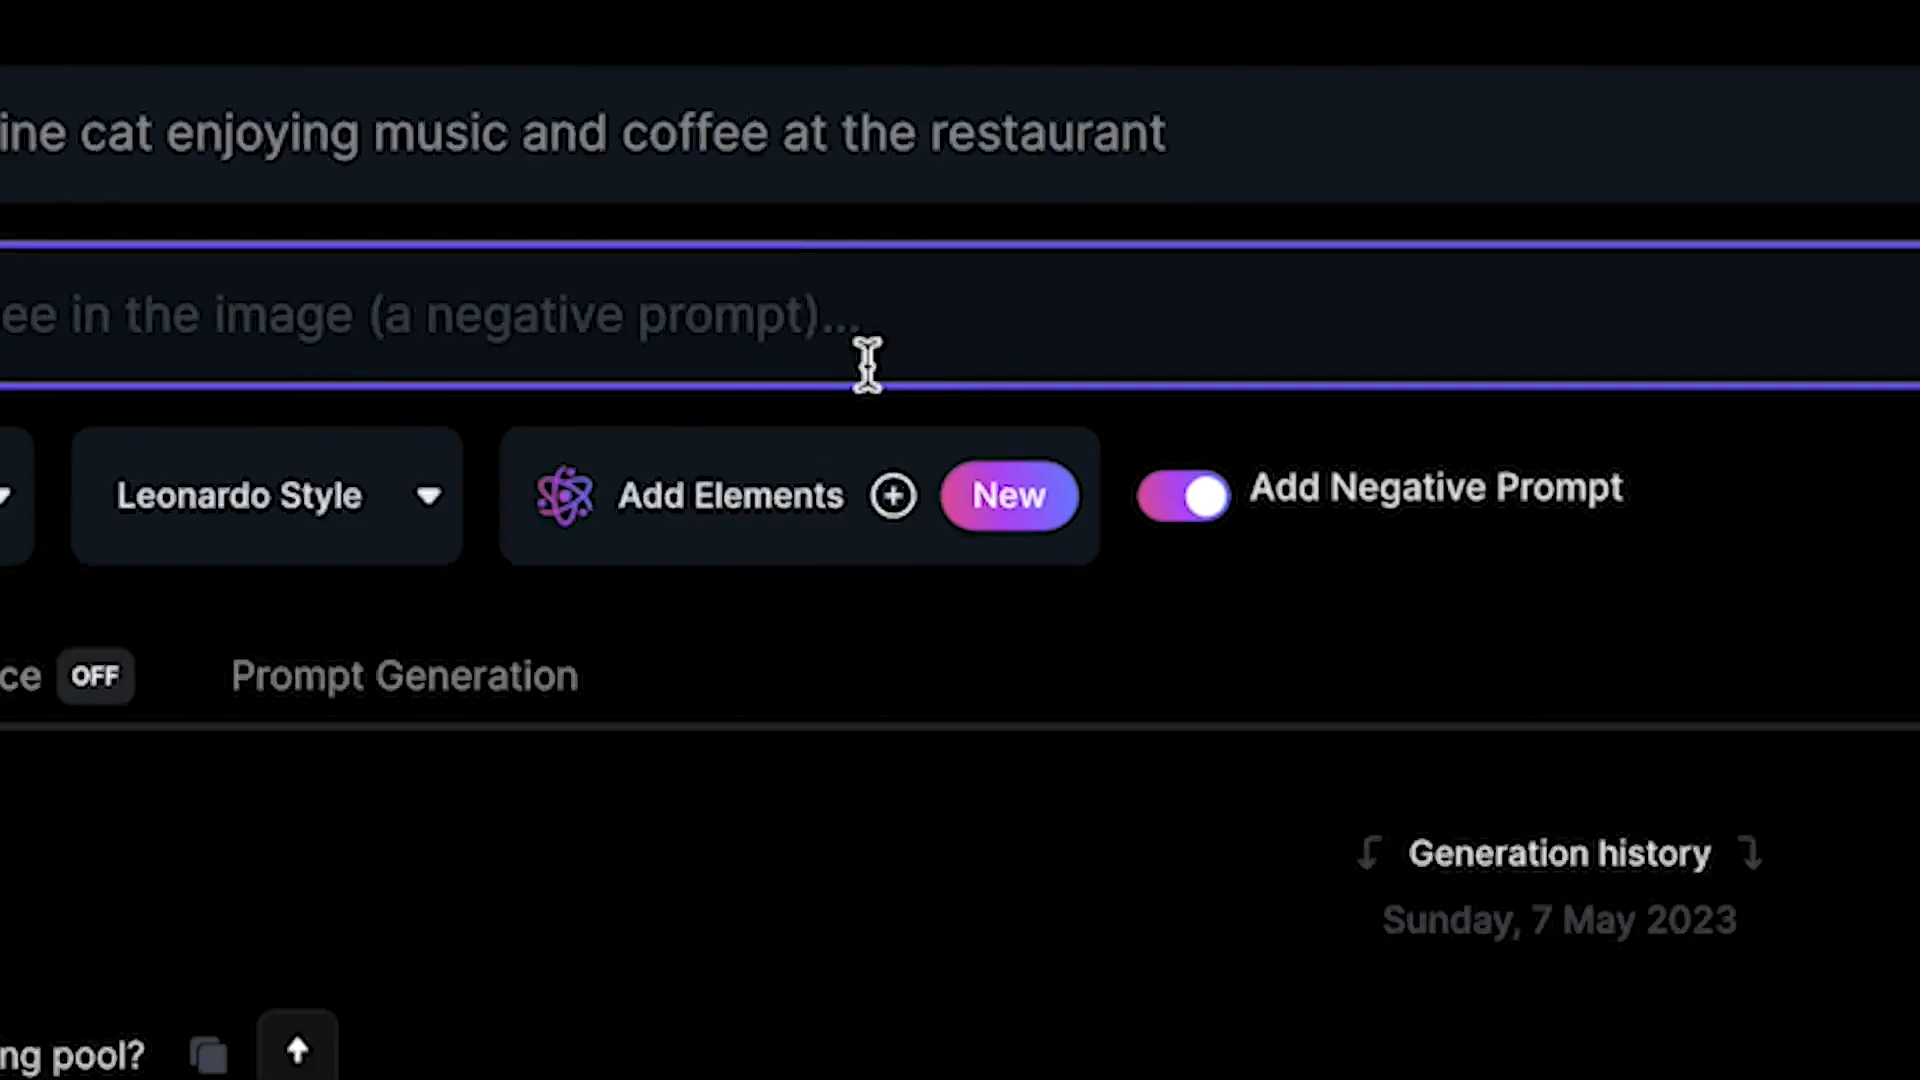 ine cat enjoying music and coffee at the restaurant
ee in the image (a negative prompt)...
Leonardo Style Add Elements New Add Negative Prompt
ce OFF Prompt Generation
Generation history
Sunday, 7 May 2023
ng pool?